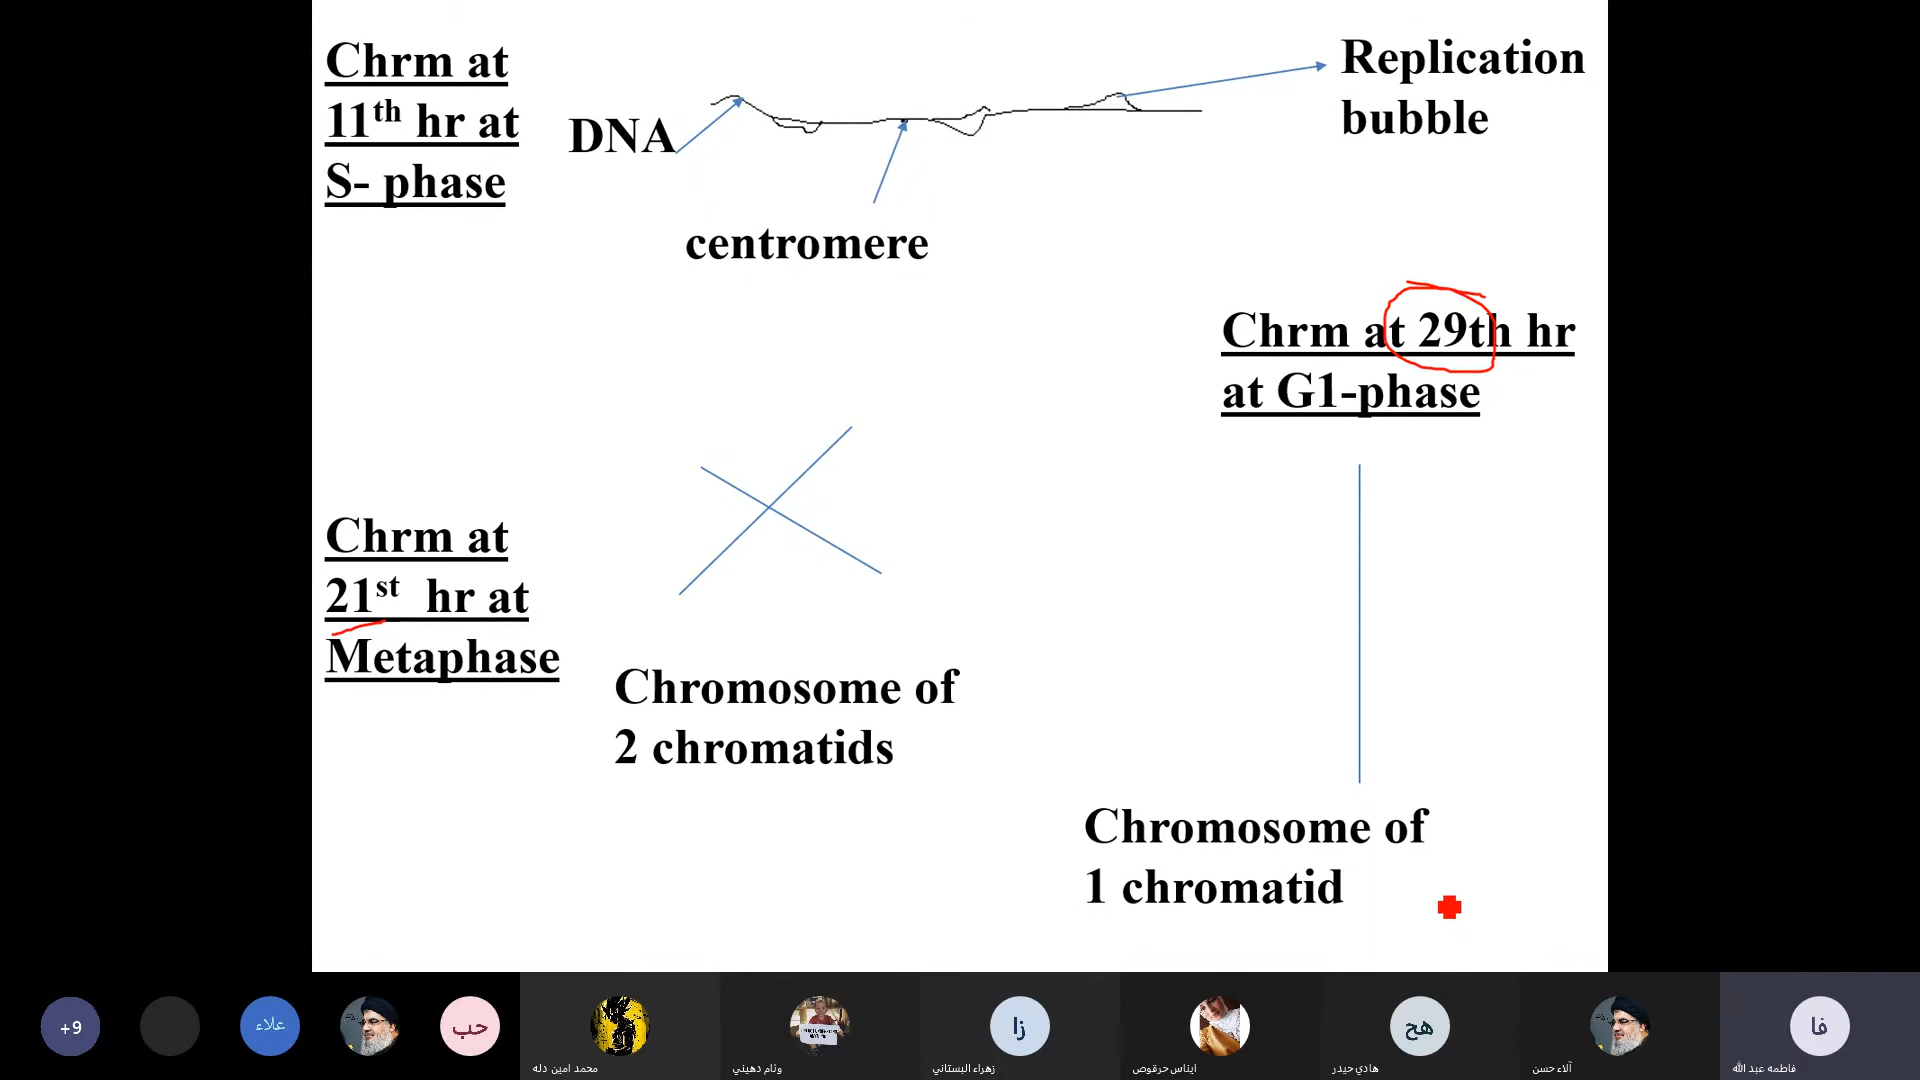 Chrm at
11th hr at
S- phase
DNA
centromere
Replication
bubble
Chrm at 29th hr
at G1-phase
Chrm at
21st hr at
Metaphase
Chromosome of
2 chromatids
Chromosome of
1 chromatid
+9
علاء
حب
محمد امين دله
وئام دهيني
زا
زهراء البستاني
ايناس حرقوص
هح
هادي حيدر
آلاء حسن
فا
فاطمه عبد الله